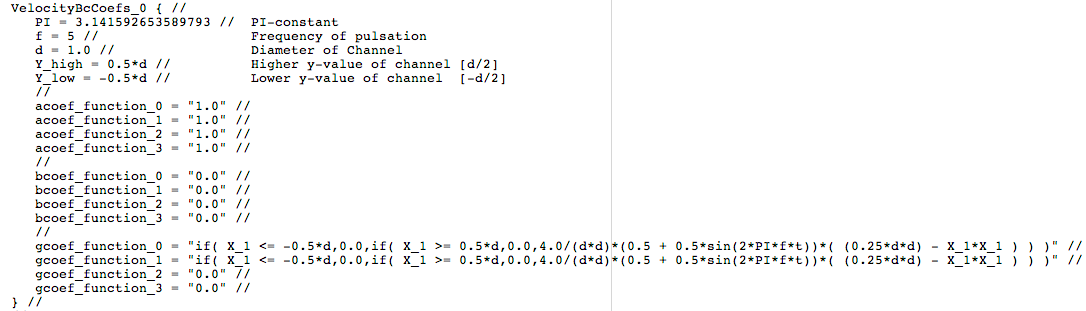 VelocityBcCoefs_0 { //
   PI = 3.141592653589793 //  PI-constant
   f = 5 //                   Frequency of pulsation
   d = 1.0 //                 Diameter of Channel
   Y_high = 0.5*d //          Higher y-value of channel [d/2]
   Y_low = -0.5*d //          Lower y-value of channel  [-d/2]
   //
   acoef_function_0 = "1.0" //
   acoef_function_1 = "1.0" //
   acoef_function_2 = "1.0" //
   acoef_function_3 = "1.0" //
   //
   bcoef_function_0 = "0.0" //
   bcoef_function_1 = "0.0" //
   bcoef_function_2 = "0.0" //
   bcoef_function_3 = "0.0" //
   //
   gcoef_function_0 = "if( X_1 <= -0.5*d,0.0,if( X_1 >= 0.5*d,0.0,4.0/(d*d)*(0.5 + 0.5*sin(2*PI*f*t))*( (0.25*d*d) - X_1*X_1 ) ) )" //
   gcoef_function_1 = "if( X_1 <= -0.5*d,0.0,if( X_1 >= 0.5*d,0.0,4.0/(d*d)*(0.5 + 0.5*sin(2*PI*f*t))*( (0.25*d*d) - X_1*X_1 ) ) )" //
   gcoef_function_2 = "0.0" //
   gcoef_function_3 = "0.0" //
} //